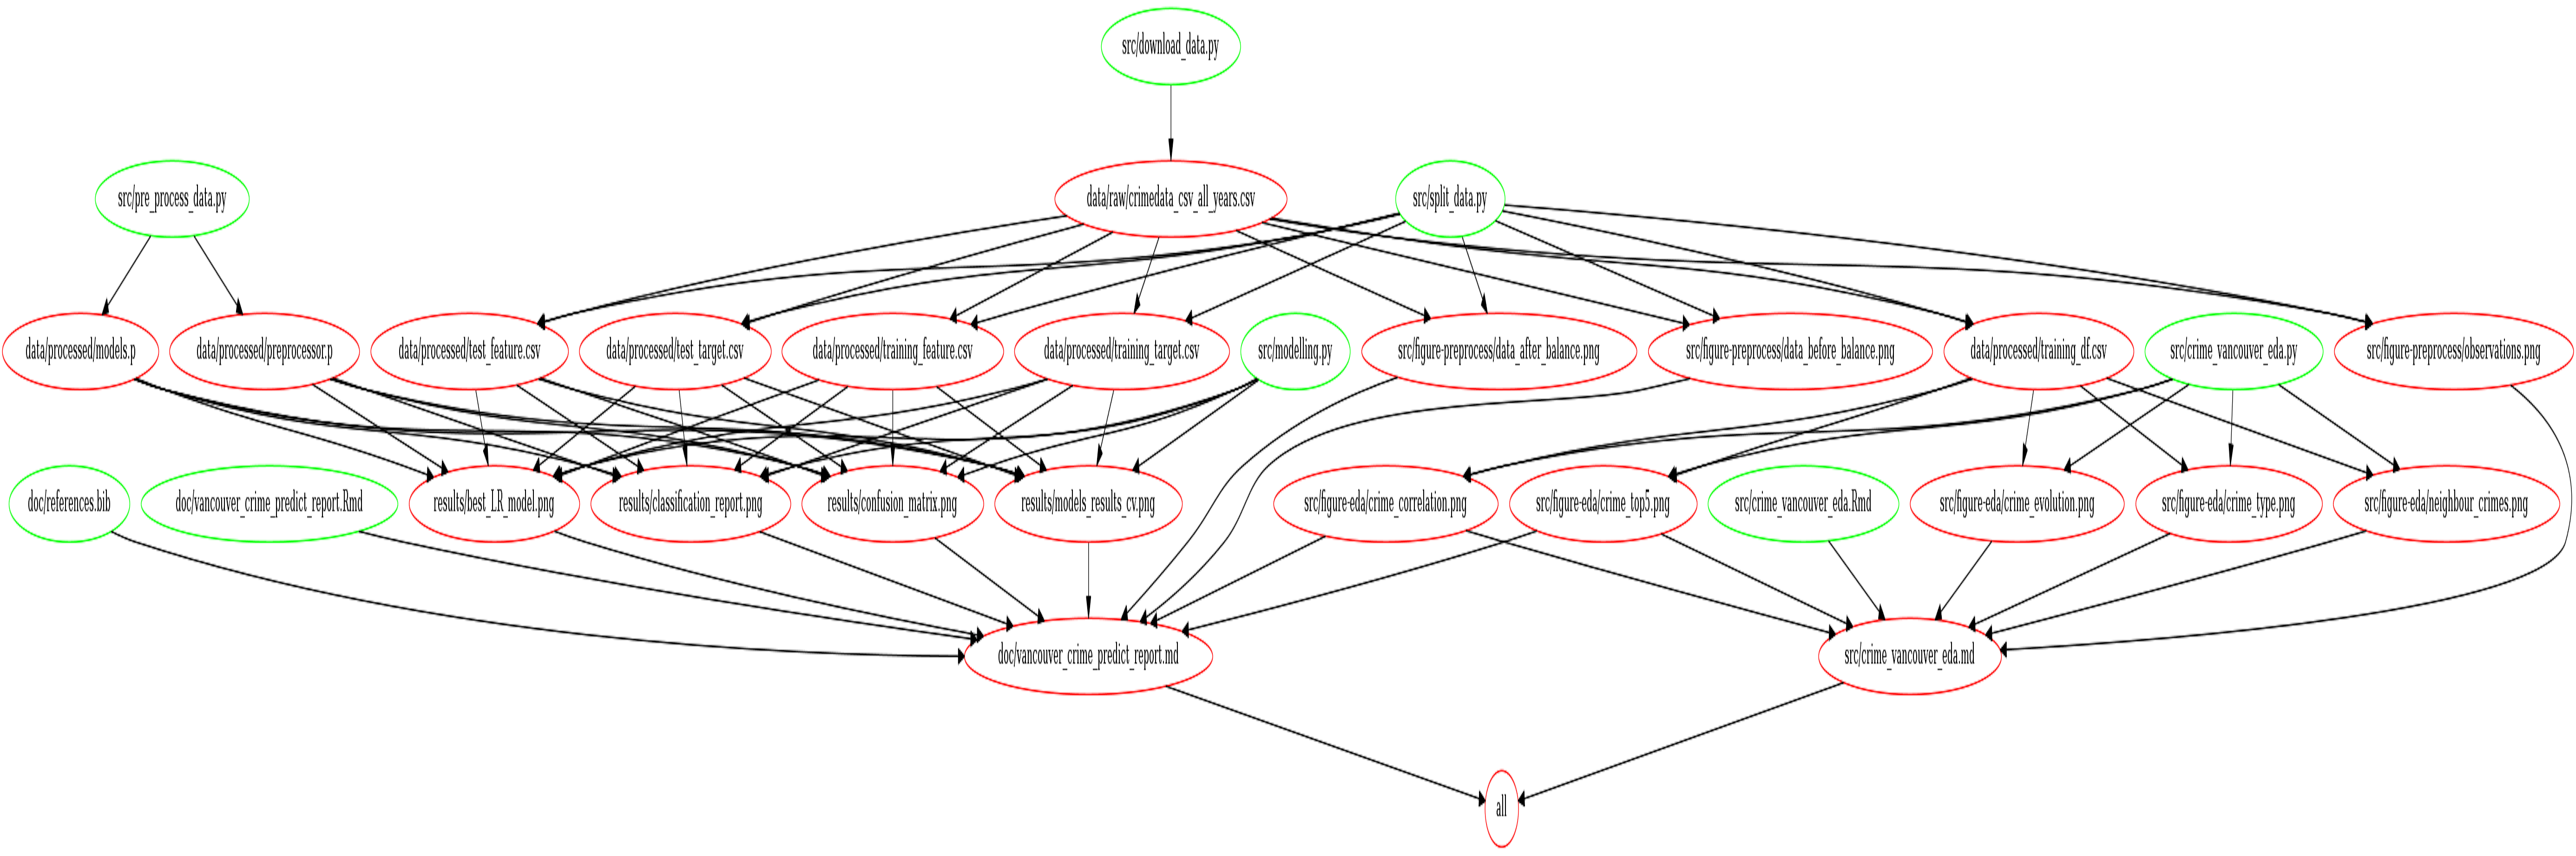 src/download_data.py
src/pre_process_data.py
data/raw/crimedata_csv_all_years.csv
src/split_data.py
data/processed/models.p
data/processed/preprocessor.p
data/processed/test_feature.csv
data/processed/test_target.csv
data/processed/training_feature.csv
data/processed/training_target.csv
src/modelling.py
src/figure-preprocess/data_after_balance.png
src/figure-preprocess/data_before_balance.png
data/processed/training_df.csv
src/crime_vancouver_eda.py
src/figure-preprocess/observations.png
doc/references.bib
doc/vancouver_crime_predict_report.Rmd
results/best_LR_model.png
results/classification_report.png
results/confusion_matrix.png
results/models_results_cv.png
src/figure-eda/crime_correlation.png
src/figure-eda/crime_top5.png
src/crime_vancouver_eda.Rmd
src/figure-eda/crime_evolution.png
src/figure-eda/crime_type.png
src/figure-eda/neighbour_crimes.png
doc/vancouver_crime_predict_report.md
src/crime_vancouver_eda.md
all